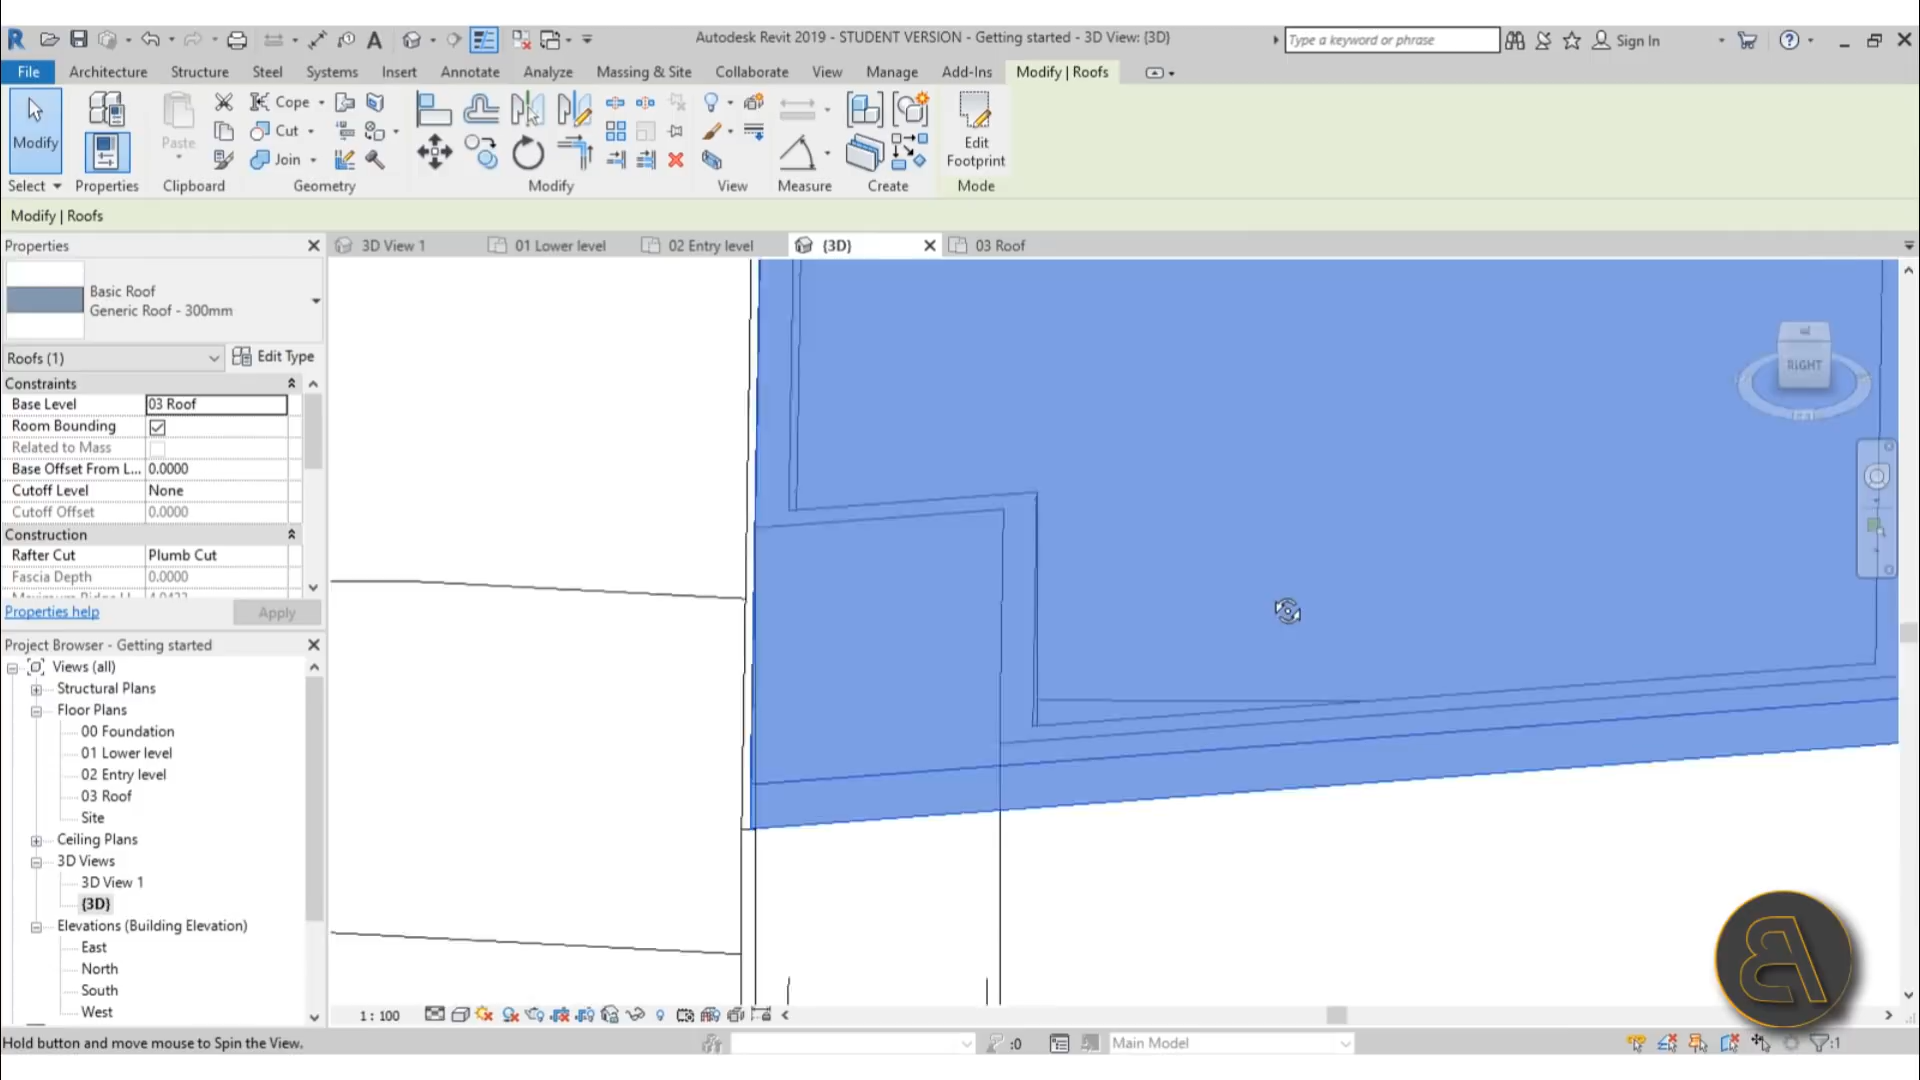 Autodesk Revit 2019 - STUDENT VERSION - Getting started - 3D View: {3D}
Type a keyword or phrase
Sign In
File Architecture Structure Steel Systems Insert Annotate Analyze Massing & Site Collaborate View Manage Add-Ins Modify | Roofs
Modify
Paste
Cope
Cut
Join
Edit
Footprint
Select Properties Clipboard Geometry Modify View Measure Create Mode
Modify | Roofs
Properties
3D View 1
01 Lower level
02 Entry level
{3D}
03 Roof
Basic Roof
Generic Roof - 300mm
Roofs (1)
Edit Type
Constraints
Base Level 03 Roof
Room Bounding
Related to Mass
Base Offset From L... 0.0000
Cutoff Level None
Cutoff Offset 0.0000
Construction
Rafter Cut Plumb Cut
Fascia Depth 0.0000
Properties help
Apply
RIGHT
Project Browser - Getting started
Views (all)
Structural Plans
Floor Plans
00 Foundation
01 Lower level
02 Entry level
03 Roof
Site
Ceiling Plans
3D Views
3D View 1
{3D}
Elevations (Building Elevation)
East
North
South
West
1 : 100
Hold button and move mouse to Spin the View.
:0
Main Model
:1